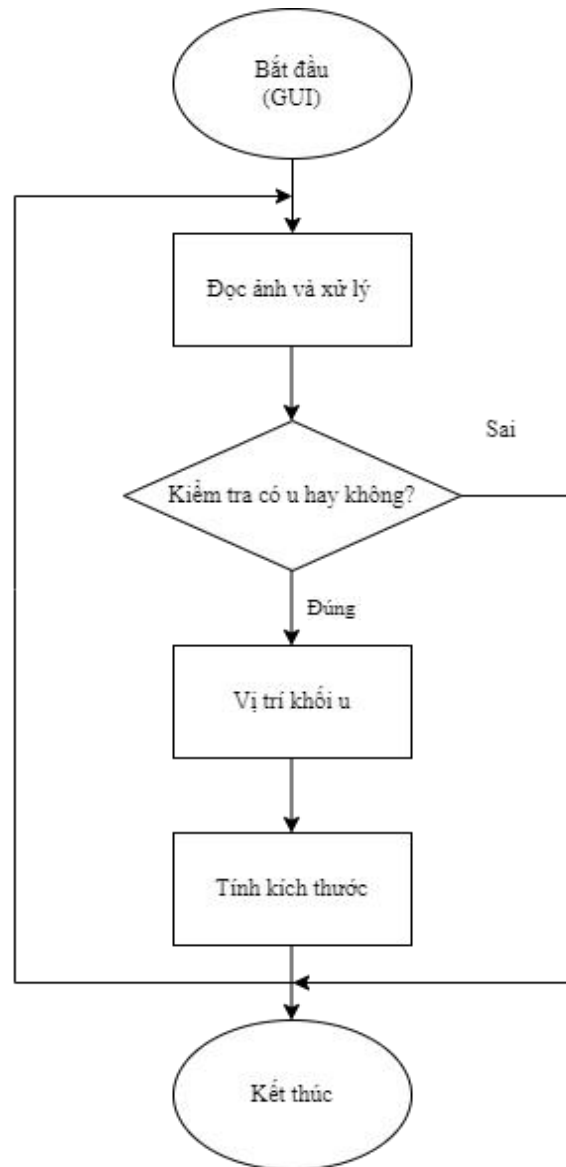 Bắt đầu
(GUI)
Đọc ảnh và xử lý
Sai
Kiểm tra có u hay không?
Đúng
Vị trí khối u
Tính kích thước
Kết thúc